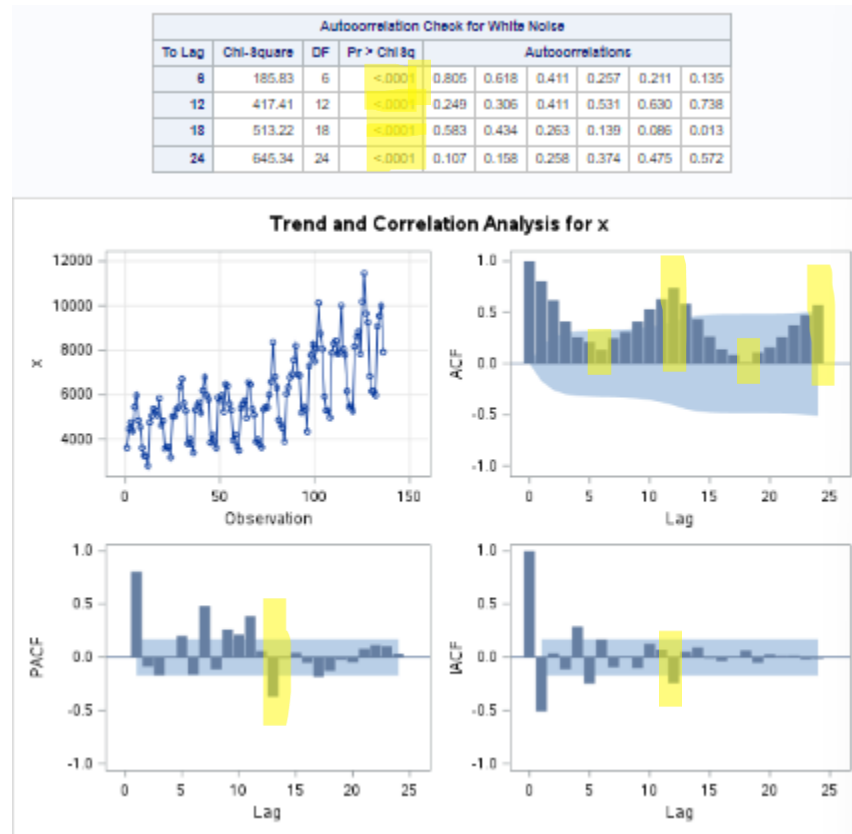 Autocorrelation Check for White Noise
To Lag Chi-Square DF Pr > ChiSq Autocorrelations
6 185.83 6 <.0001 0.805 0.618 0.411 0.257 0.211 0.135
12 417.41 12 <.0001 0.249 0.306 0.411 0.531 0.630 0.738
18 513.22 18 <.0001 0.583 0.434 0.263 0.139 0.086 0.013
24 645.34 24 <.0001 0.107 0.158 0.258 0.374 0.475 0.572
Trend and Correlation Analysis for x
12000
10000
8000
6000
4000
x
0 50 100 150
Observation
1.0
0.5
0.0
-0.5
-1.0
ACF
0 5 10 15 20 25
Lag
1.0
0.5
0.0
-0.5
-1.0
PACF
0 5 10 15 20 25
Lag
1.0
0.5
0.0
-0.5
-1.0
IACF
0 5 10 15 20 25
Lag